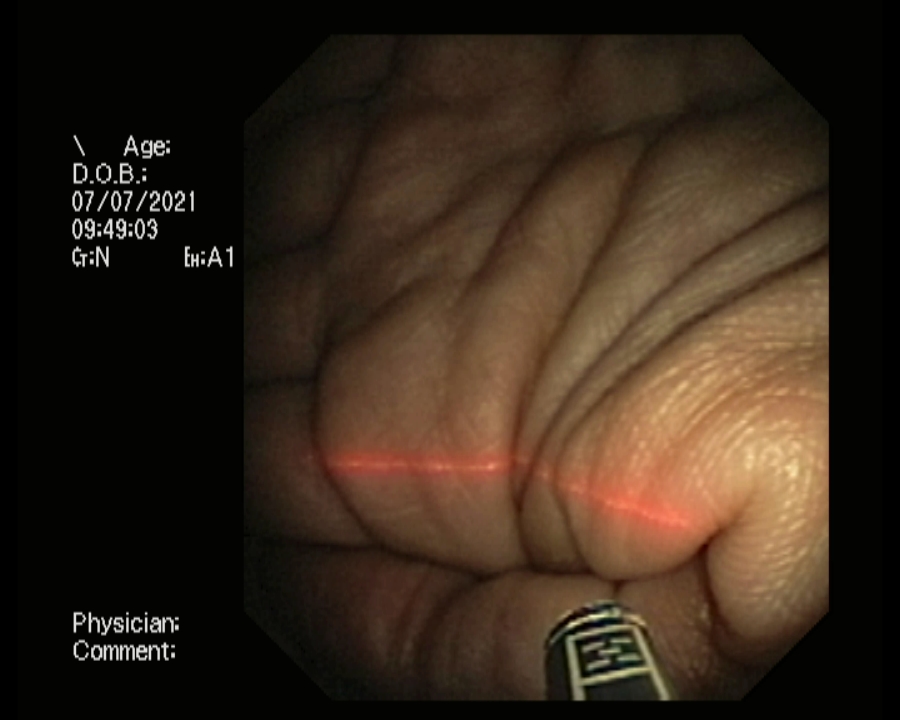 \ Age:
D.O.B.:
07/07/2021
09:49:03
Cr:N EH:A1
Physician:
Comment: